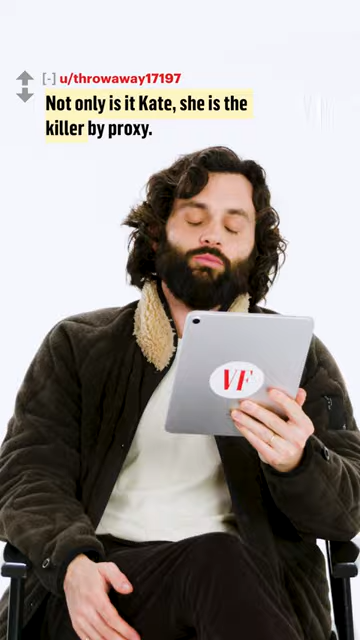 [-] u/throwaway17197
Not only is it Kate, she is the
killer by proxy.
VF